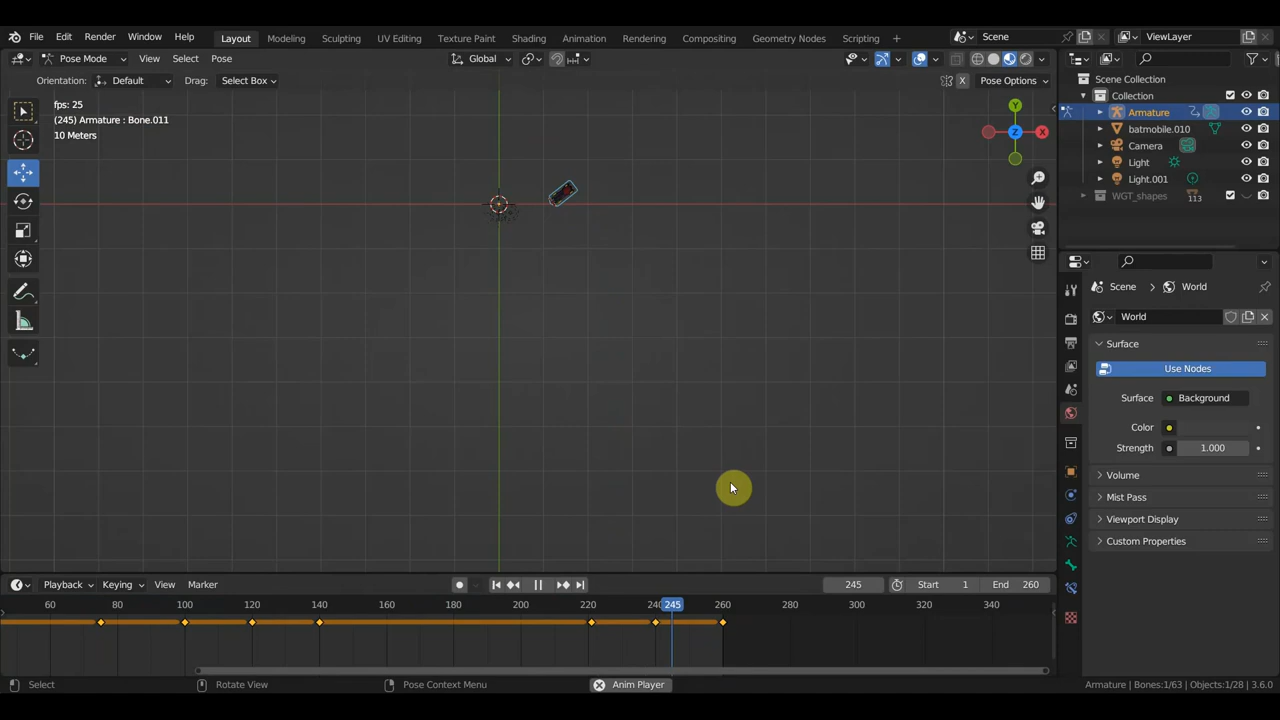 File Edit Render Window Help Layout Modeling Sculpting UV Editing Texture Paint Shading Animation Rendering Compositing Geometry Nodes Scripting + Scene ViewLayer
Pose Mode View Select Pose Global
Orientation: Default Drag: Select Box X Pose Options
fps: 25
(245) Armature : Bone.011
10 Meters
Y
Z
X
Scene Collection
Collection
Armature
batmobile.010
Camera
Light
Light.001
WGT_shapes 113
Scene > World
World
Surface
Use Nodes
Surface Background
Color
Strength 1.000
Volume
Mist Pass
Viewport Display
Custom Properties
Playback Keying View Marker 245 Start 1 End 260
60 80 100 120 140 160 180 200 220 240 245 260 280 300 320 340
Select Rotate View Pose Context Menu Anim Player Armature | Bones:1/63 | Objects:1/28 | 3.6.0